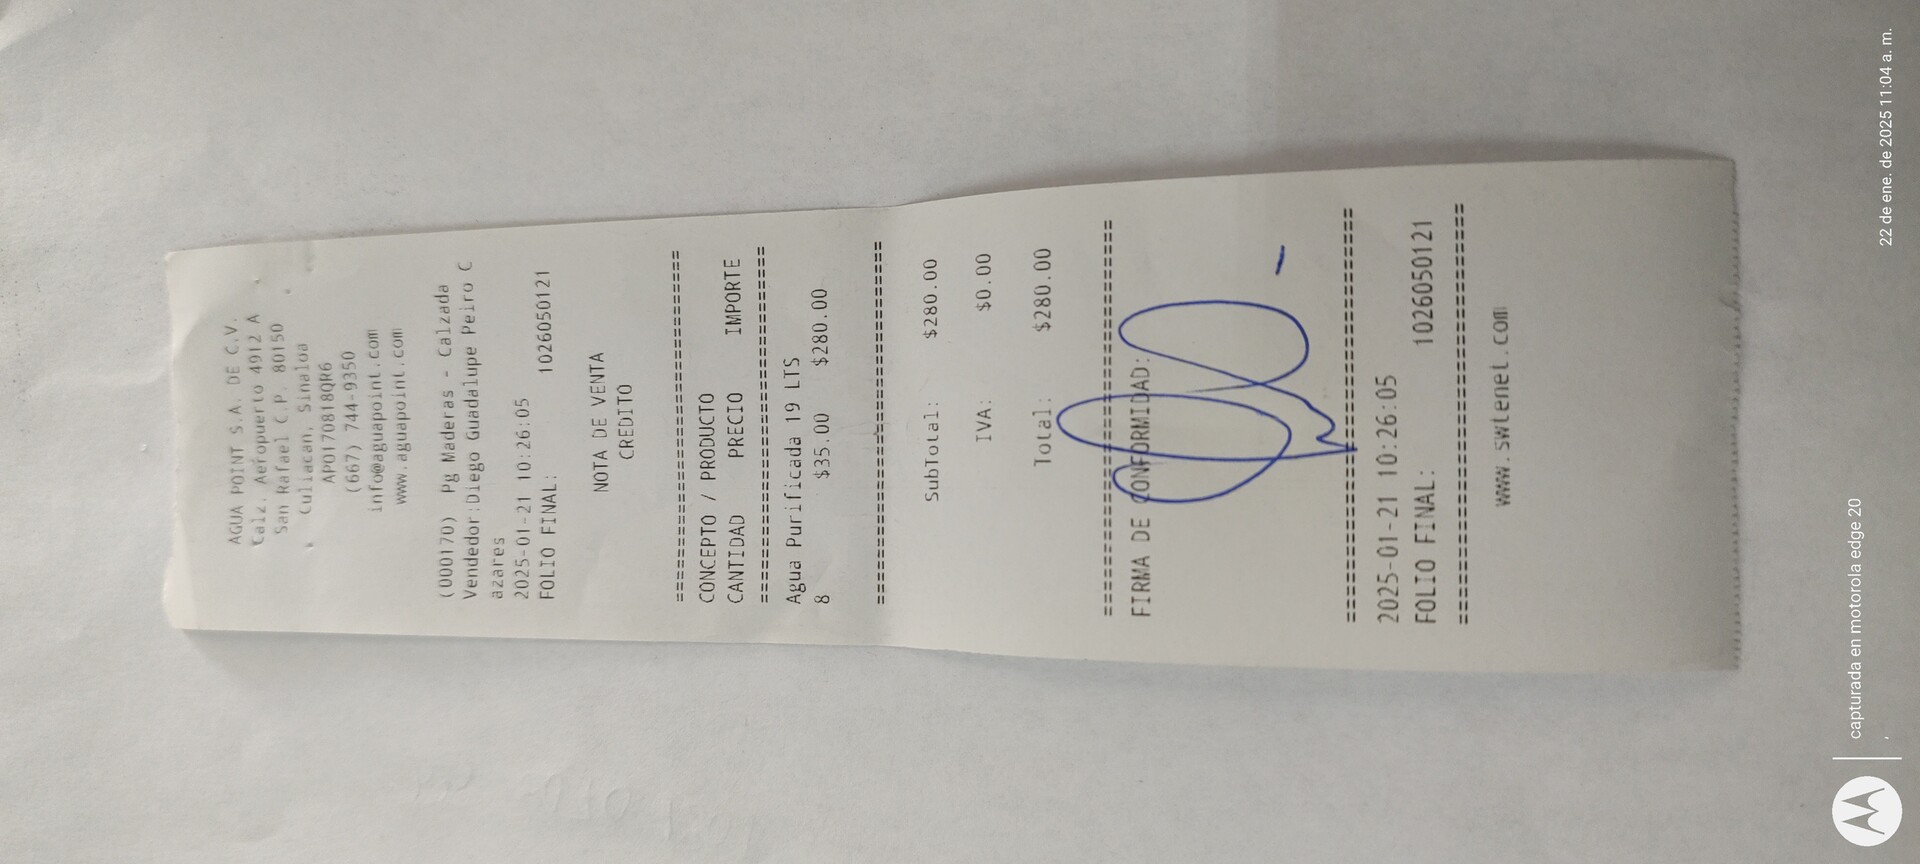 AGUA POINT S.A. DE C.V.
Calz. Aeropuerto 4912 A
San Rafael C.P. 80150
Culiacan, Sinaloa
APO170818QR6
(667) 744-9350
info@aguapoint.com
www.aguapoint.com
(000170) Pg Maderas - Calzada
Vendedor:Diego Guadalupe Peiro C
azares
2025-01-21 10:26:05
FOLIO FINAL: 1026050121
NOTA DE VENTA
CREDITO
================================
CONCEPTO / PRODUCTO
CANTIDAD PRECIO IMPORTE
================================
Agua Purificada 19 LTS
8 $35.00 $280.00
================================
SubTotal: $280.00
IVA: $0.00
Total: $280.00
================================
FIRMA DE CONFORMIDAD:
================================
2025-01-21 10:26:05
FOLIO FINAL: 1026050121
================================
www.swtenet.com
capturada en motorola edge 20
22 de ene. de 2025 11:04 a. m.